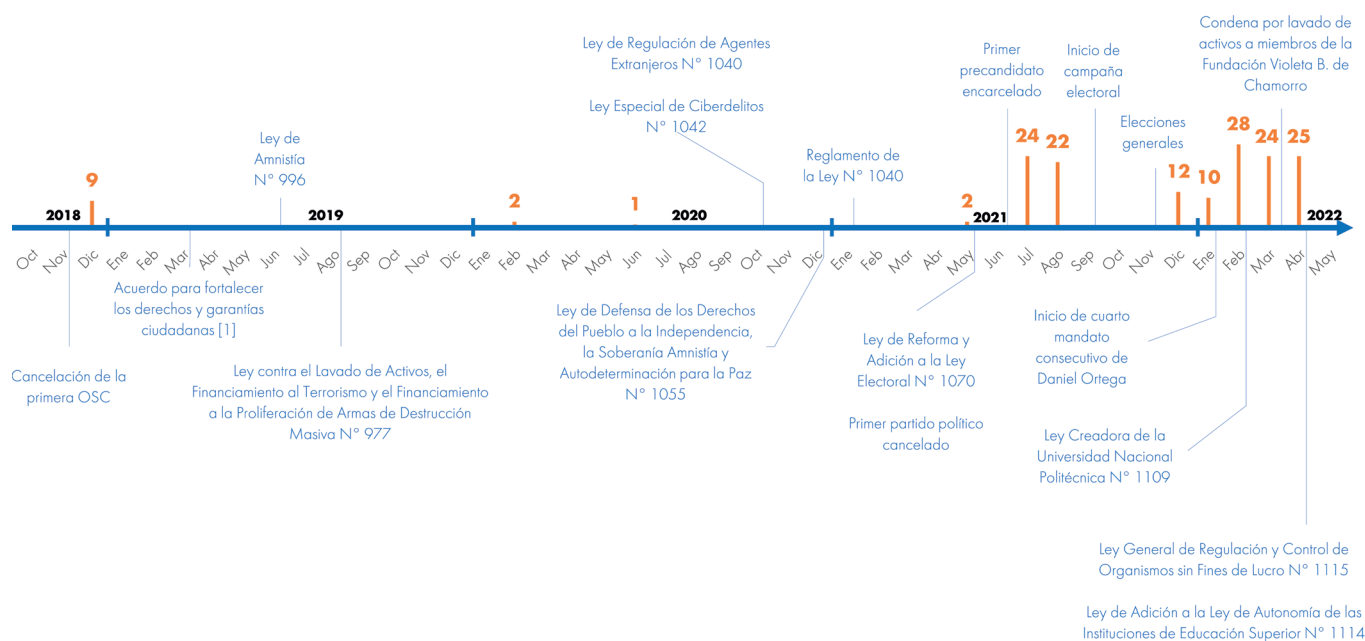 Condena por lavado de
activos a miembros de la
Fundación Violeta B. de
Chamorro
Ley de Regulación de Agentes
Extranjeros N° 1040
Ley Especial de Ciberdelitos
N° 1042
Primer
precandidato
encarcelado
Inicio de
campaña
electoral
Elecciones
generales
Ley de
Amnistía
N° 996
Reglamento de
la Ley N° 1040
9
2
1
2
24
22
12
10
28
24
25
2018
2019
2020
2021
2022
Oct Nov Dic Ene Feb Mar Abr May Jun Jul Ago Sep Oct Nov Dic Ene Feb Mar Abr May Jun Jul Ago Sep Oct Nov Dic Ene Feb Mar Abr May Jun Jul Ago Sep Oct Nov Dic Ene Feb Mar Abr May
Cancelación de la
primera OSC
Acuerdo para fortalecer
los derechos y garantías
ciudadanas [1]
Ley contra el Lavado de Activos, el
Financiamiento al Terrorismo y el Financiamiento
a la Proliferación de Armas de Destrucción
Masiva N° 977
Ley de Defensa de los Derechos
del Pueblo a la Independencia,
la Soberanía Amnistía y
Autodeterminación para la Paz
N° 1055
Ley de Reforma y
Adición a la Ley
Electoral N° 1070
Primer partido político
cancelado
Inicio de cuarto
mandato
consecutivo de
Daniel Ortega
Ley Creadora de la
Universidad Nacional
Politécnica N° 1109
Ley General de Regulación y Control de
Organismos sin Fines de Lucro N° 1115
Ley de Adición a la Ley de Autonomía de las
Instituciones de Educación Superior N° 1114